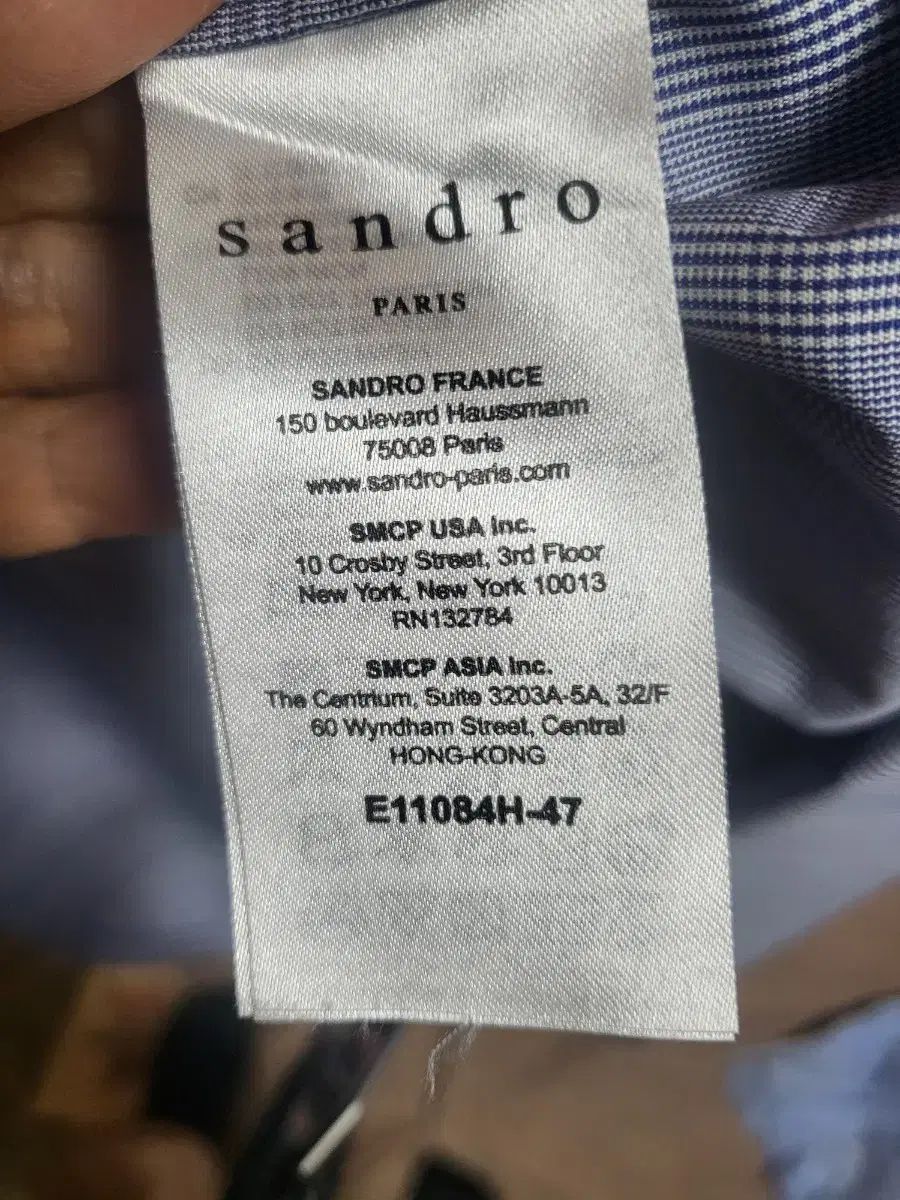 sandro
PARIS
SANDRO FRANCE
150 boulevard Haussmann
75008 Paris
www.sandro-paris.com
SMCP USA Inc.
10 Crosby Street, 3rd Floor
New York, New York 10013
RN132784
SMCP ASIA Inc.
The Centrium, Suite 3203A-5A, 32/F
60 Wyndham Street, Central
HONG-KONG
E11084H-47